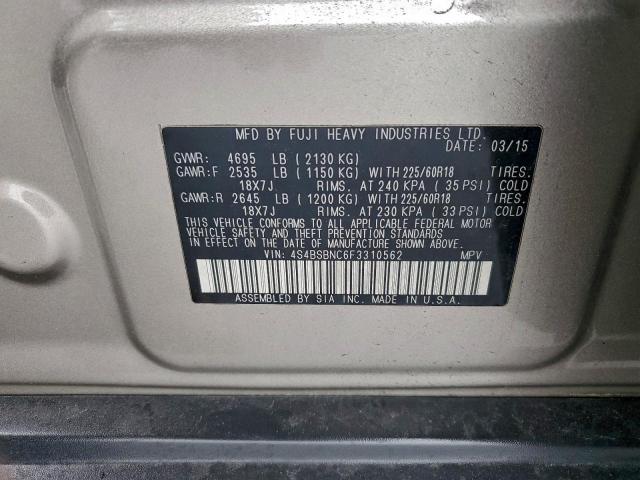 MFD BY FUJI HEAVY INDUSTRIES LTD.
DATE: 03/15
GVWR: 4695 LB (2130 KG)
GAWR:F 2535 LB (1150 KG) WITH 225/60R18 TIRES.
18X7J RIMS. AT 240 KPA (35 PSI) COLD
GAWR:R 2645 LB (1200 KG) WITH 225/60R18 TIRES.
18X7J RIMS. AT 230 KPA (33 PSI) COLD
THIS VEHICLE CONFORMS TO ALL APPLICABLE FEDERAL MOTOR
VEHICLE SAFETY AND THEFT PREVENTION STANDARDS
IN EFFECT ON THE DATE OF MANUFACTURE SHOWN ABOVE.
VIN: 4S4BSBNC6F3310562 MPV
ASSEMBLED BY SIA INC. MADE IN U.S.A.